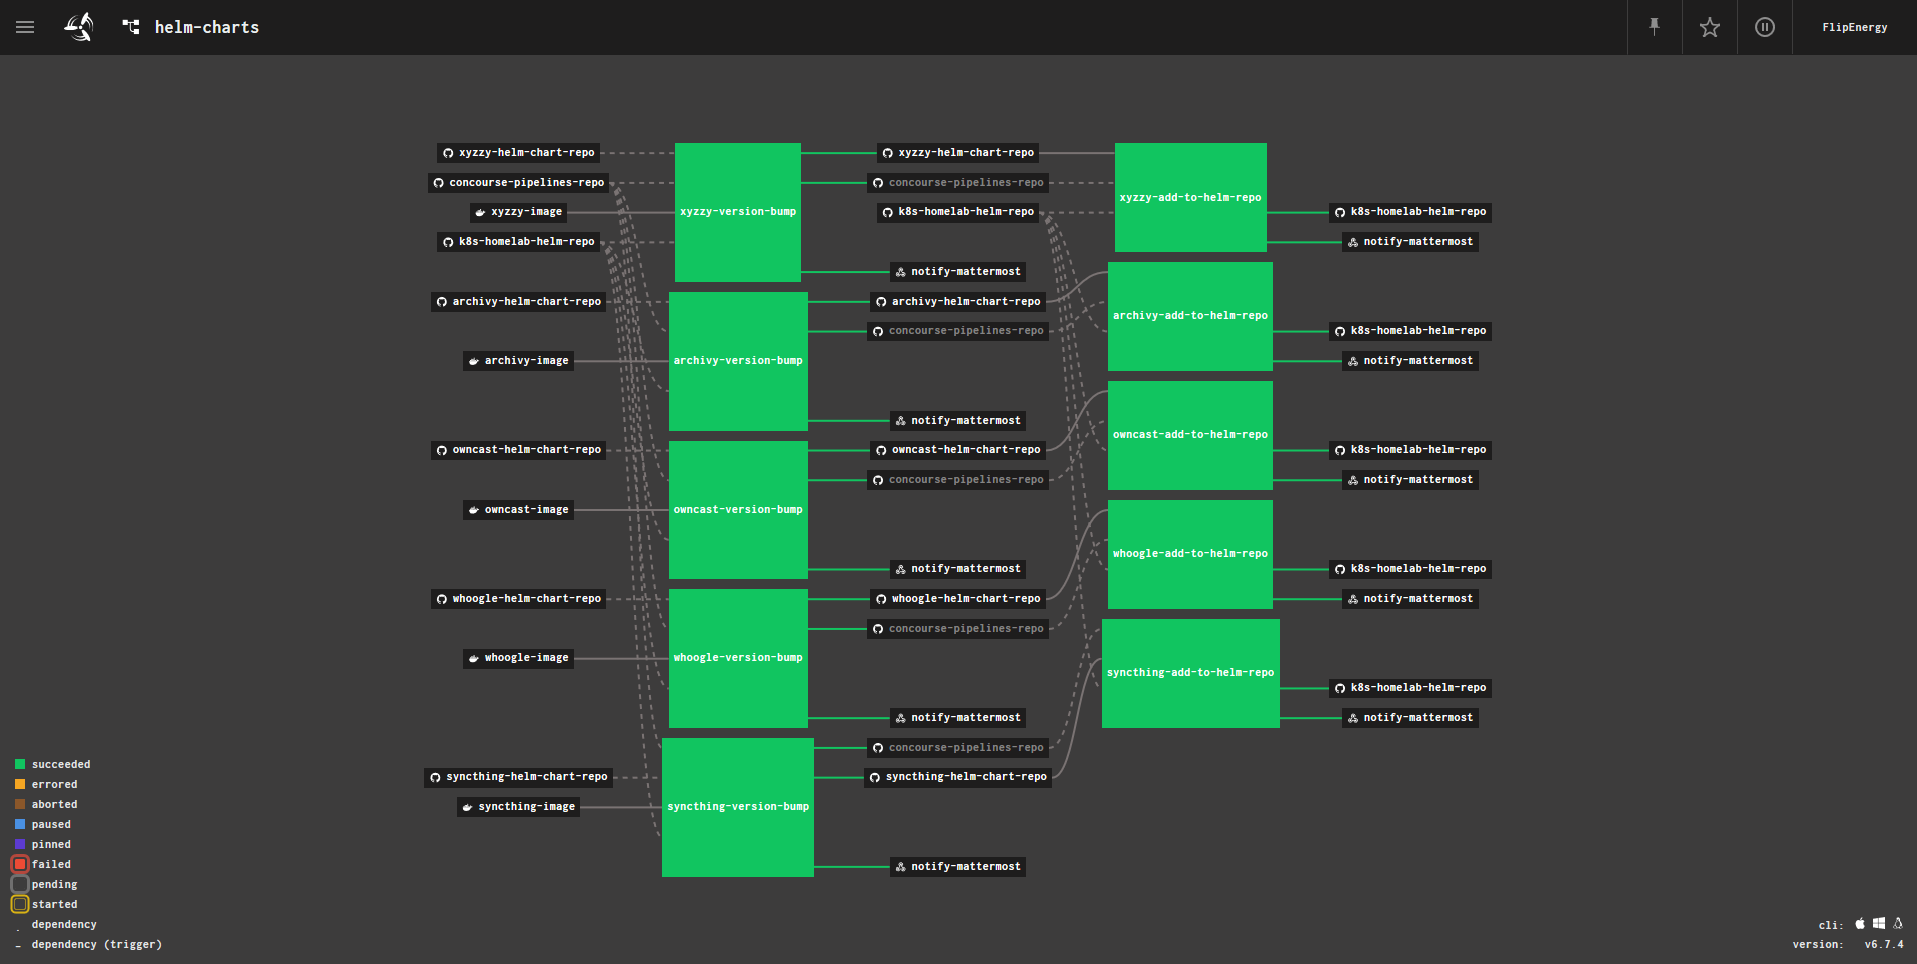 helm-charts
FlipEnergy
xyzzy-helm-chart-repo
concourse-pipelines-repo
xyzzy-image
k8s-homelab-helm-repo
archivy-helm-chart-repo
archivy-image
owncast-helm-chart-repo
owncast-image
whoogle-helm-chart-repo
whoogle-image
syncthing-helm-chart-repo
syncthing-image
xyzzy-version-bump
archivy-version-bump
owncast-version-bump
whoogle-version-bump
syncthing-version-bump
xyzzy-helm-chart-repo
concourse-pipelines-repo
k8s-homelab-helm-repo
notify-mattermost
archivy-helm-chart-repo
concourse-pipelines-repo
notify-mattermost
owncast-helm-chart-repo
concourse-pipelines-repo
notify-mattermost
whoogle-helm-chart-repo
concourse-pipelines-repo
notify-mattermost
concourse-pipelines-repo
syncthing-helm-chart-repo
notify-mattermost
xyzzy-add-to-helm-repo
archivy-add-to-helm-repo
owncast-add-to-helm-repo
whoogle-add-to-helm-repo
syncthing-add-to-helm-repo
k8s-homelab-helm-repo
notify-mattermost
k8s-homelab-helm-repo
notify-mattermost
k8s-homelab-helm-repo
notify-mattermost
k8s-homelab-helm-repo
notify-mattermost
k8s-homelab-helm-repo
notify-mattermost
succeeded
errored
aborted
paused
pinned
failed
pending
started
dependency
dependency (trigger)
cli:
version: v6.7.4